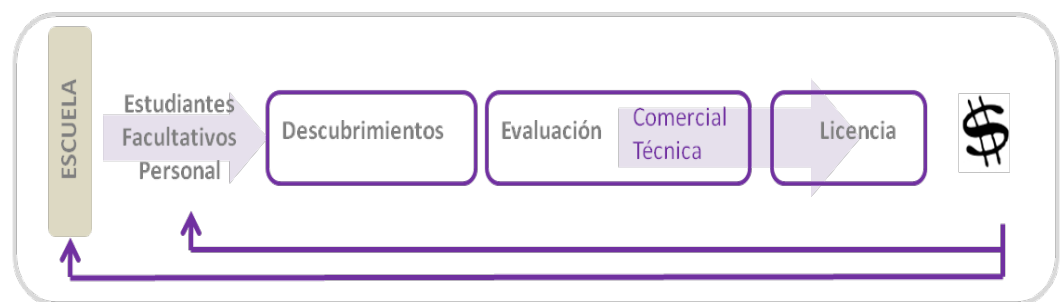 ESCUELA
Estudiantes
Facultativos
Personal
Descubrimientos
Evaluación
Comercial
Técnica
Licencia
$